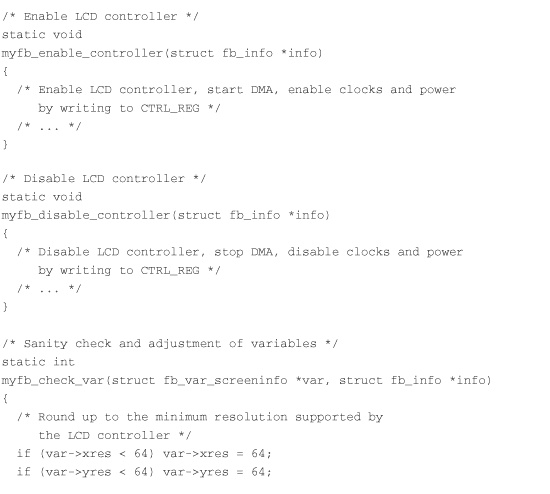 /* Enable LCD controller */
static void
myfb_enable_controller(struct fb_info *info)
{
  /* Enable LCD controller, start DMA, enable clocks and power
     by writing to CTRL_REG */
  /* ... */
}

/* Disable LCD controller */
static void
myfb_disable_controller(struct fb_info *info)
{
  /* Disable LCD controller, stop DMA, disable clocks and power
     by writing to CTRL_REG */
  /* ... */
}

/* Sanity check and adjustment of variables */
static int
myfb_check_var(struct fb_var_screeninfo *var, struct fb_info *info)
{
  /* Round up to the minimum resolution supported by
     the LCD controller */
  if (var->xres < 64) var->xres = 64;
  if (var->yres < 64) var->yres = 64;